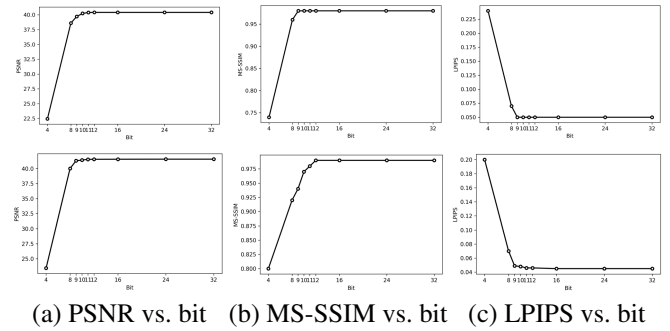 40.0
37.5
35.0
32.5
30.0
27.5
25.0
22.5
PSNR
4 8 9 10 11 12 16 24 32
Bit
0.95
0.90
0.85
0.80
0.75
MS-SSIM
4 8 9 10 11 12 16 24 32
Bit
0.225
0.200
0.175
0.150
0.125
0.100
0.075
0.050
LPIPS
4 8 9 10 11 12 16 24 32
Bit
40.0
37.5
35.0
32.5
30.0
27.5
25.0
PSNR
4 8 9 10 11 12 16 24 32
Bit
0.975
0.950
0.925
0.900
0.875
0.850
0.825
0.800
MS-SSIM
4 8 9 10 11 12 16 24 32
Bit
0.20
0.18
0.16
0.14
0.12
0.10
0.08
0.06
0.04
LPIPS
4 8 9 10 11 12 16 24 32
Bit
(a) PSNR vs. bit (b) MS-SSIM vs. bit (c) LPIPS vs. bit